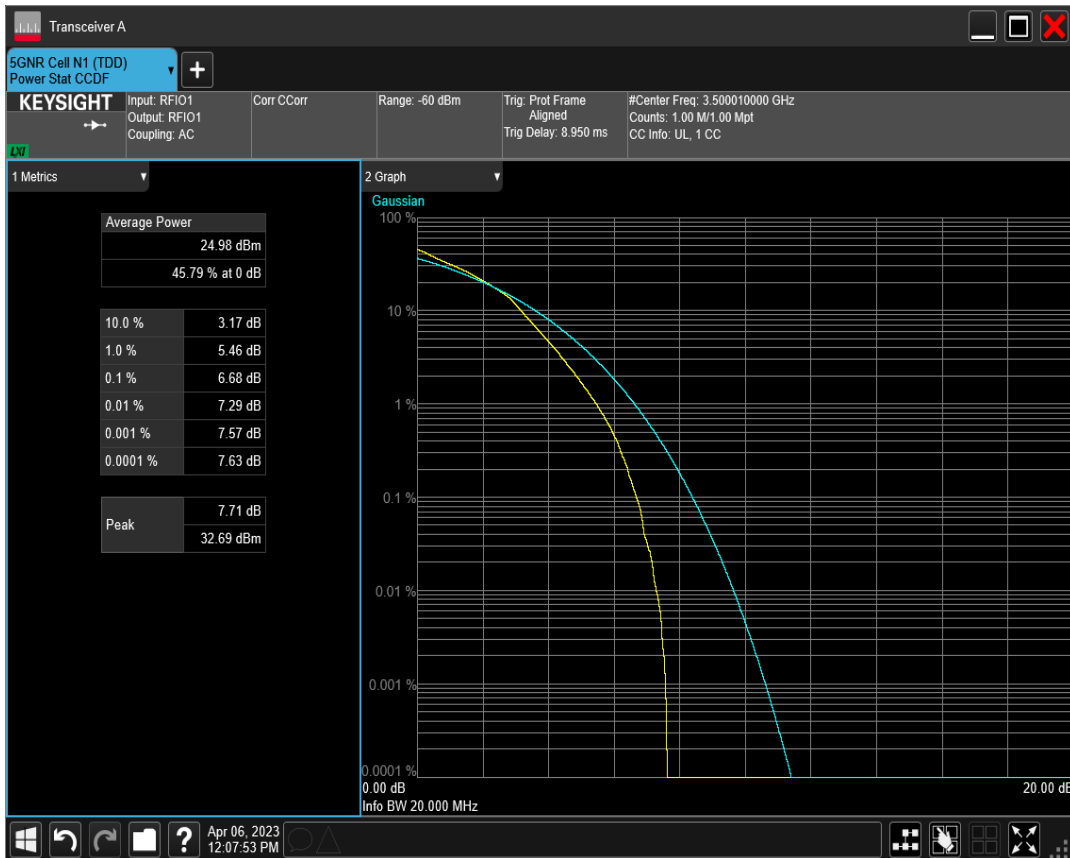 Transceiver A
5GNR Cell N1 (TDD)
Power Stat CCDF
+
KEYSIGHT
LXI
Input: RFIO1
Output: RFIO1
Coupling: AC
Corr CCorr
Range: -60 dBm
Trig: Prot Frame
Aligned
Trig Delay: 8.950 ms
#Center Freq: 3.500010000 GHz
Counts: 1.00 M/1.00 Mpt
CC Info: UL, 1 CC
1 Metrics
Average Power
24.98 dBm
45.79 % at 0 dB
10.0 % 3.17 dB
1.0 % 5.46 dB
0.1 % 6.68 dB
0.01 % 7.29 dB
0.001 % 7.57 dB
0.0001 % 7.63 dB
Peak
7.71 dB
32.69 dBm
2 Graph
Gaussian
100 %
10 %
1 %
0.1 %
0.01 %
0.001 %
0.0001 %
0.00 dB 20.00 dB
Info BW 20.000 MHz
?
Apr 06, 2023
12:07:53 PM